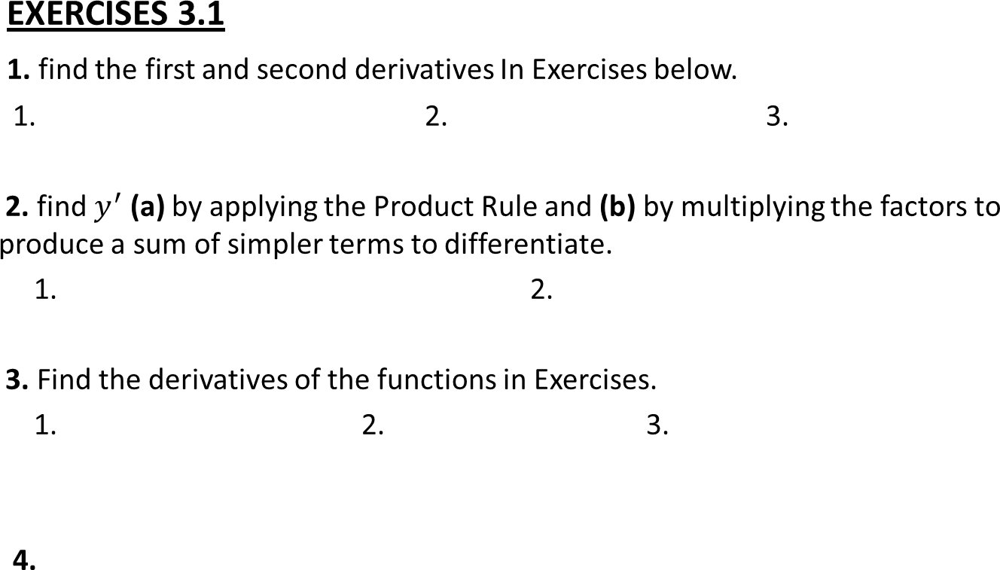 EXERCISES 3.1
1. find the first and second derivatives In Exercises below.
1. 2. 3.
2. find y′ (a) by applying the Product Rule and (b) by multiplying the factors to
produce a sum of simpler terms to differentiate.
1. 2.
3. Find the derivatives of the functions in Exercises.
1. 2. 3.
4.